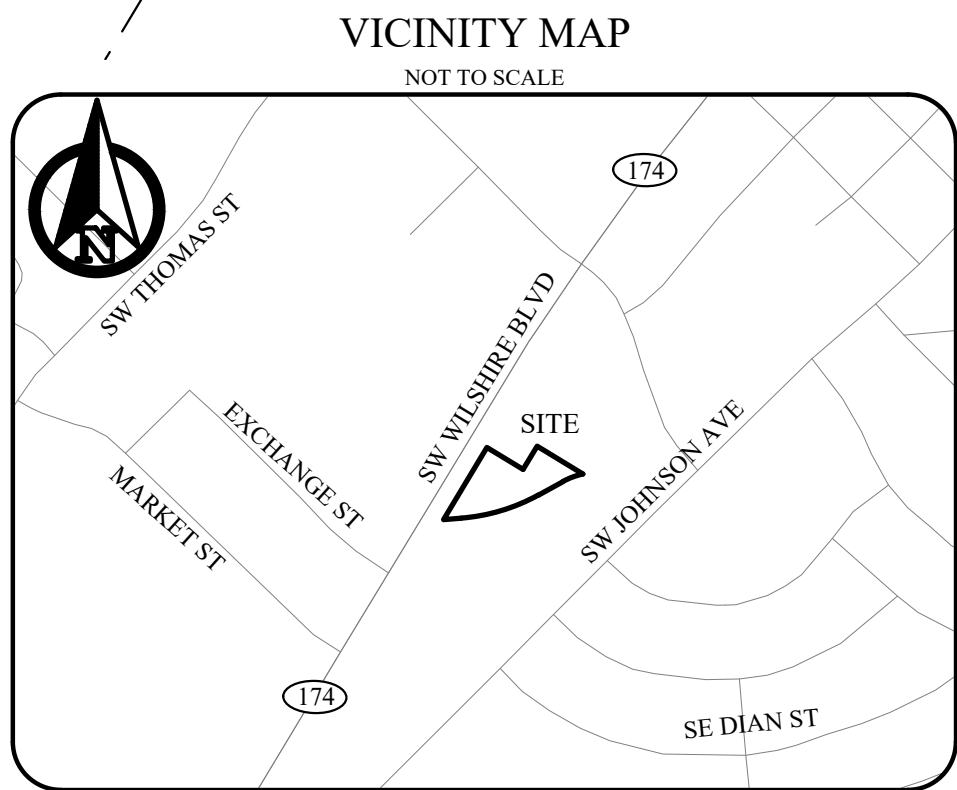 VICINITY MAP
NOT TO SCALE
174
N
SW THOMAS ST
SW WILSHIRE BLVD
SITE
EXCHANGE ST
SW JOHNSON AVE
MARKET ST
174
SE DIAN ST